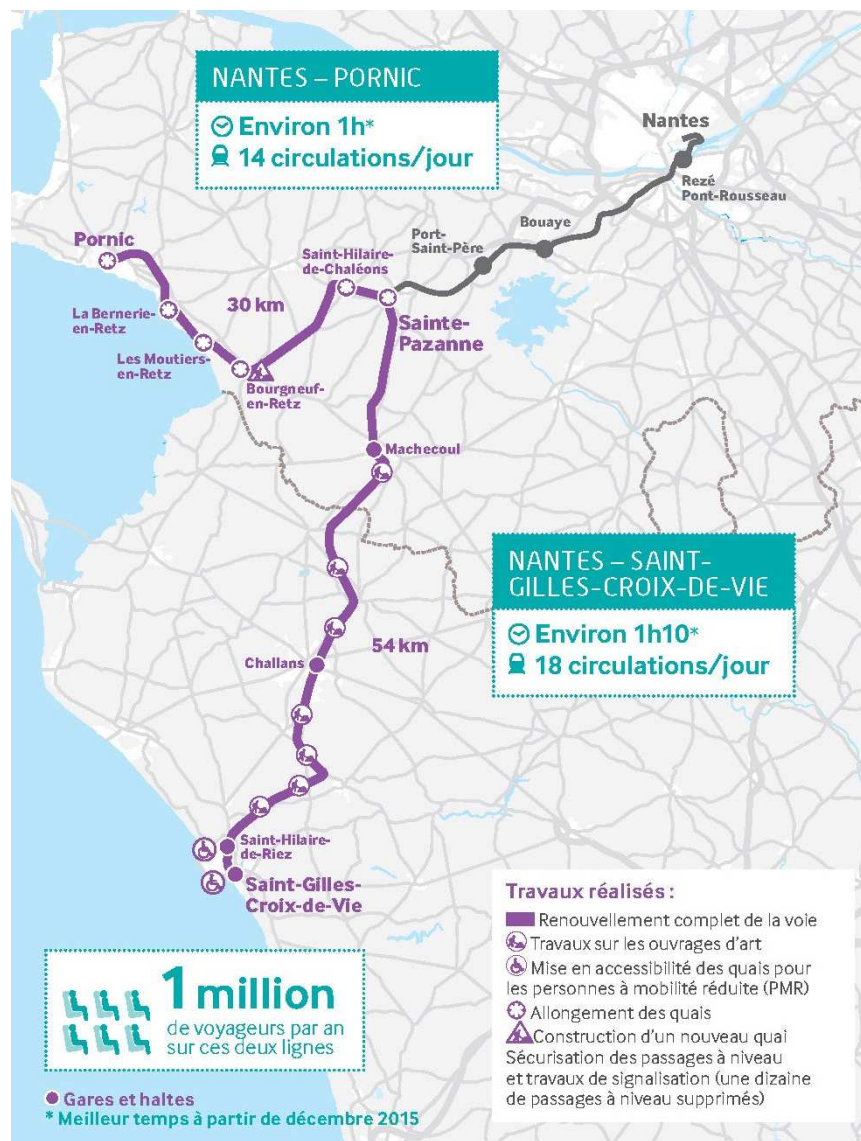 NANTES – PORNIC
Environ 1h*
14 circulations/jour
Nantes
Rezé
Pont-Rousseau
Bouaye
Port-
Saint-Père
Saint-Hilaire-
de-Chaléons
Pornic
30 km
La Bernerie-
en-Retz
Sainte-
Pazanne
Les Moutiers-
en-Retz
Bourgneuf-
en-Retz
Machecoul
NANTES – SAINT-
GILLES-CROIX-DE-VIE
Environ 1h10*
18 circulations/jour
54 km
Challans
Saint-Hilaire-
de-Riez
Saint-Gilles-
Croix-de-Vie
Travaux réalisés :
Renouvellement complet de la voie
Travaux sur les ouvrages d'art
Mise en accessibilité des quais pour
les personnes à mobilité réduite (PMR)
Allongement des quais
Construction d'un nouveau quai
Sécurisation des passages à niveau
et travaux de signalisation (une dizaine
de passages à niveau supprimés)
1 million
de voyageurs par an
sur ces deux lignes
Gares et haltes
* Meilleur temps à partir de décembre 2015